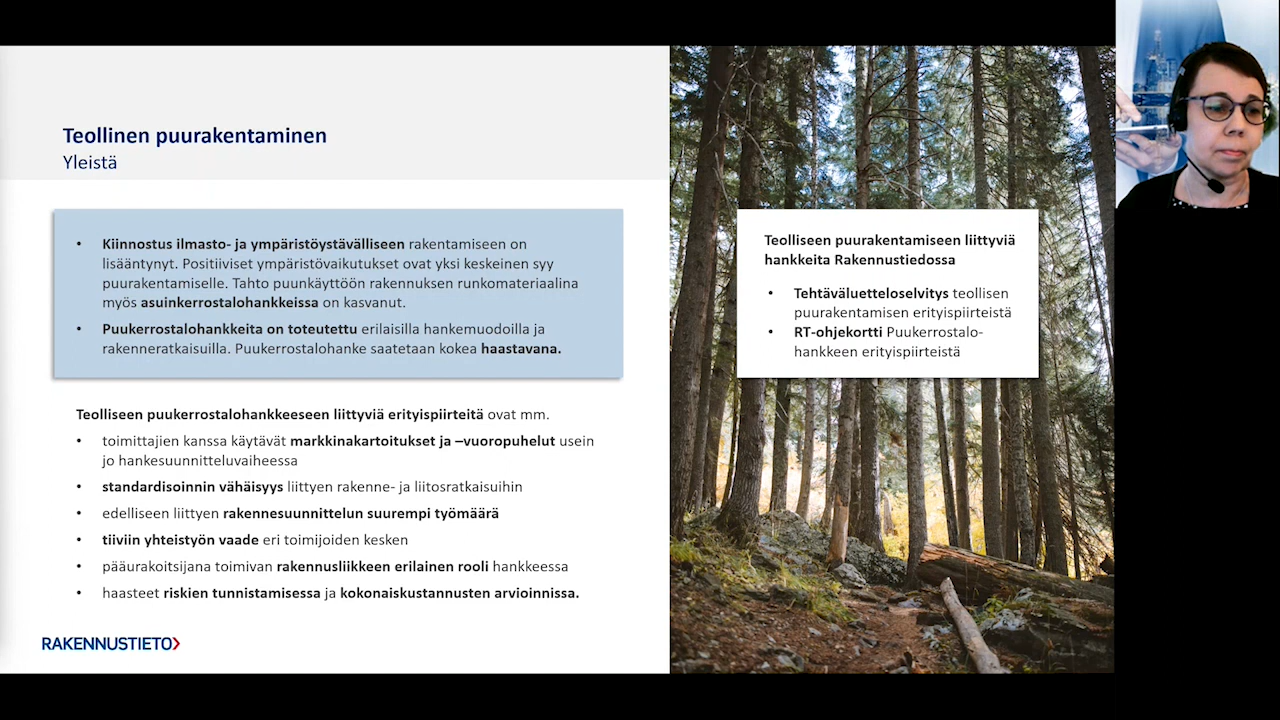 Teollinen puurakentaminen
Yleistä
• Kiinnostus ilmasto- ja ympäristöystävälliseen rakentamiseen on
lisääntynyt. Positiiviset ympäristövaikutukset ovat yksi keskeinen syy
puurakentamiselle. Tahto puunkäyttöön rakennuksen runkomateriaalina
myös asuinkerrostalohankkeissa on kasvanut.
• Puukerrostalohankkeita on toteutettu erilaisilla hankemuodoilla ja
rakenneratkaisuilla. Puukerrostalohanke saatetaan kokea haastavana.
Teolliseen puukerrostalohankkeeseen liittyviä erityispiirteitä ovat mm.
• toimittajien kanssa käytävät markkinakartoitukset ja –vuoropuhelut usein
jo hankesuunnitteluvaiheessa
• standardisoinnin vähäisyys liittyen rakenne- ja liitosratkaisuihin
• edelliseen liittyen rakennesuunnittelun suurempi työmäärä
• tiiviin yhteistyön vaade eri toimijoiden kesken
• pääurakoitsijana toimivan rakennusliikkeen erilainen rooli hankkeessa
• haasteet riskien tunnistamisessa ja kokonaiskustannusten arvioinnissa.
RAKENNUSTIETO
Teolliseen puurakentamiseen liittyviä
hankkeita Rakennustiedossa
• Tehtäväluetteloselvitys teollisen
puurakentamisen erityispiirteistä
• RT-ohjekortti Puukerrostalo-
hankkeen erityispiirteistä